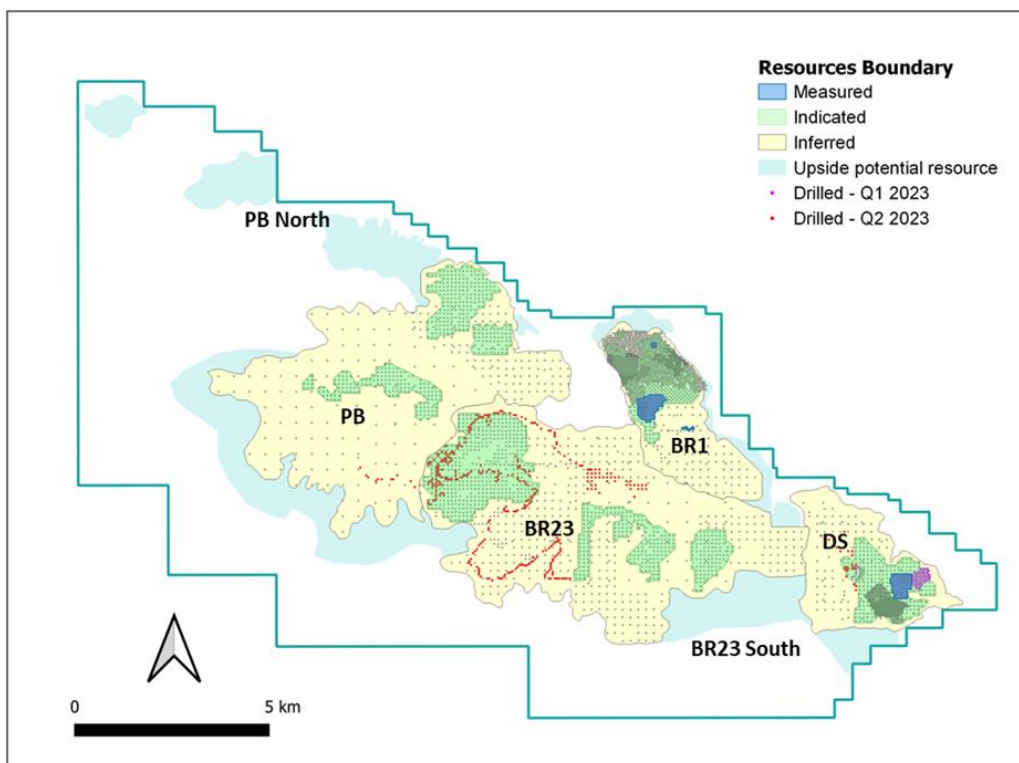 Resources Boundary
Measured
Indicated
Inferred
Upside potential resource
Drilled - Q1 2023
Drilled - Q2 2023
PB North
PB
BR1
BR23
DS
BR23 South
0 5 km